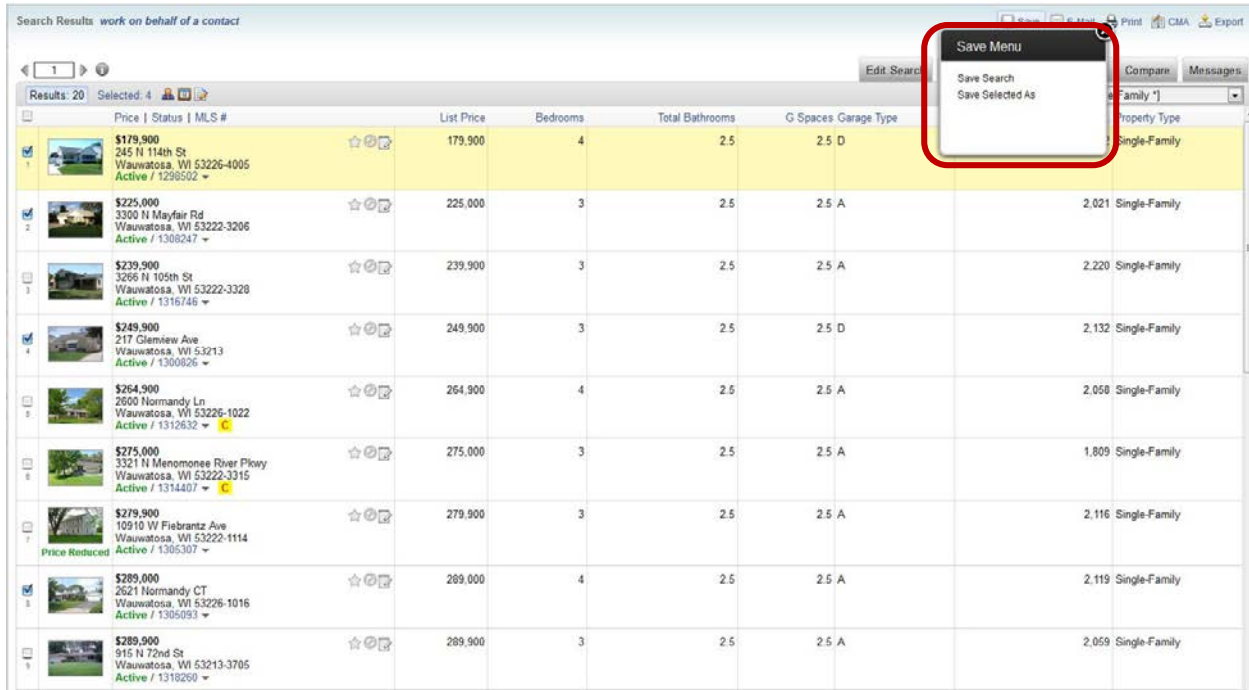 Search Results work on behalf of a contact
Save E-Mail Print CMA Export
Save Menu
Save Search
Save Selected As
1
Edit Search Compare Messages
Results: 20 Selected: 4
Family *]
Price | Status | MLS # List Price Bedrooms Total Bathrooms G Spaces Garage Type Property Type
1 $179,900 179,900 4 2.5 2.5 D Single-Family
245 N 114th St
Wauwatosa, WI 53226-4005
Active / 1298502
2 $225,000 225,000 3 2.5 2.5 A 2,021 Single-Family
3300 N Mayfair Rd
Wauwatosa, WI 53222-3206
Active / 1308247
3 $239,900 239,900 3 2.5 2.5 A 2,220 Single-Family
3266 N 105th St
Wauwatosa, WI 53222-3328
Active / 1316746
4 $249,900 249,900 3 2.5 2.5 D 2,132 Single-Family
217 Glenview Ave
Wauwatosa, WI 53213
Active / 1300826
5 $264,900 264,900 4 2.5 2.5 A 2,058 Single-Family
2600 Normandy Ln
Wauwatosa, WI 53226-1022
Active / 1312632 C
6 $275,000 275,000 3 2.5 2.5 A 1,809 Single-Family
3321 N Menomonee River Pkwy
Wauwatosa, WI 53222-3315
Active / 1314407 C
7 $279,900 279,900 3 2.5 2.5 A 2,116 Single-Family
10910 W Fiebrantz Ave
Wauwatosa, WI 53222-1114
Price Reduced Active / 1305307
8 $289,000 289,000 4 2.5 2.5 A 2,119 Single-Family
2621 Normandy CT
Wauwatosa, WI 53226-1016
Active / 1305093
9 $289,900 289,900 3 2.5 2.5 A 2,059 Single-Family
915 N 72nd St
Wauwatosa, WI 53213-3705
Active / 1318260